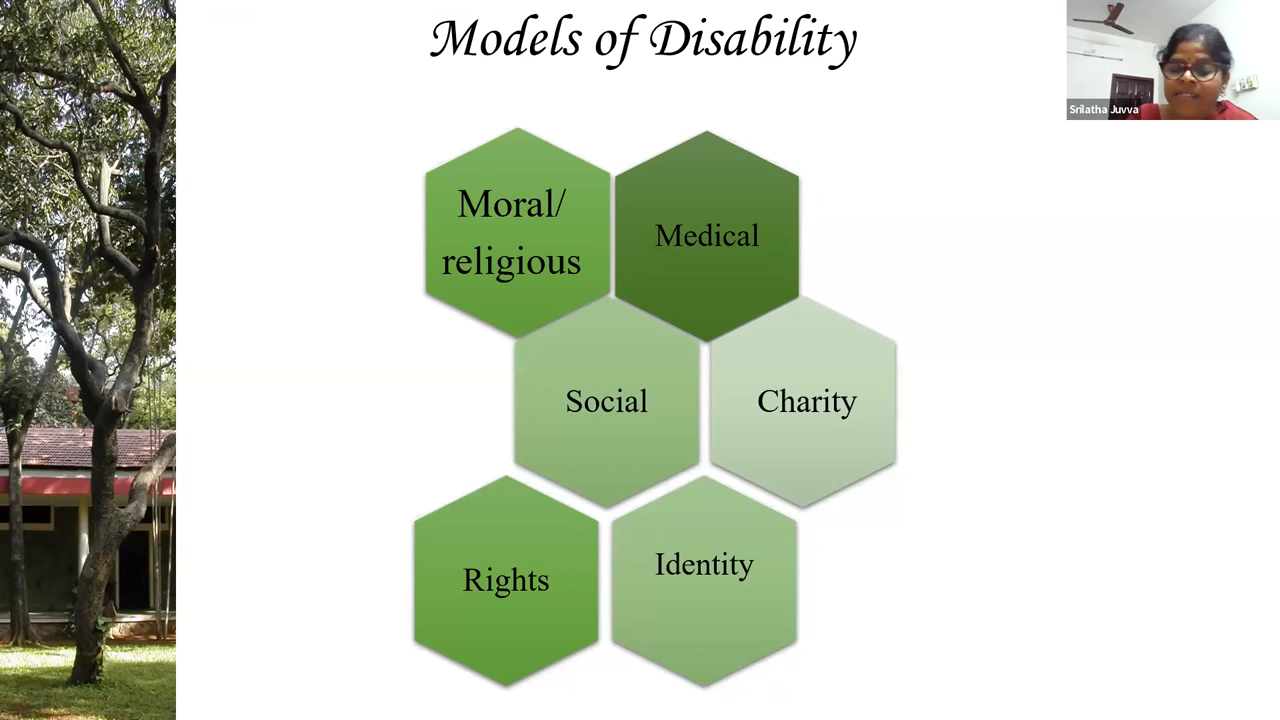 Models of Disability
Srilatha Juvva
Moral/
religious
Medical
Social
Charity
Rights
Identity